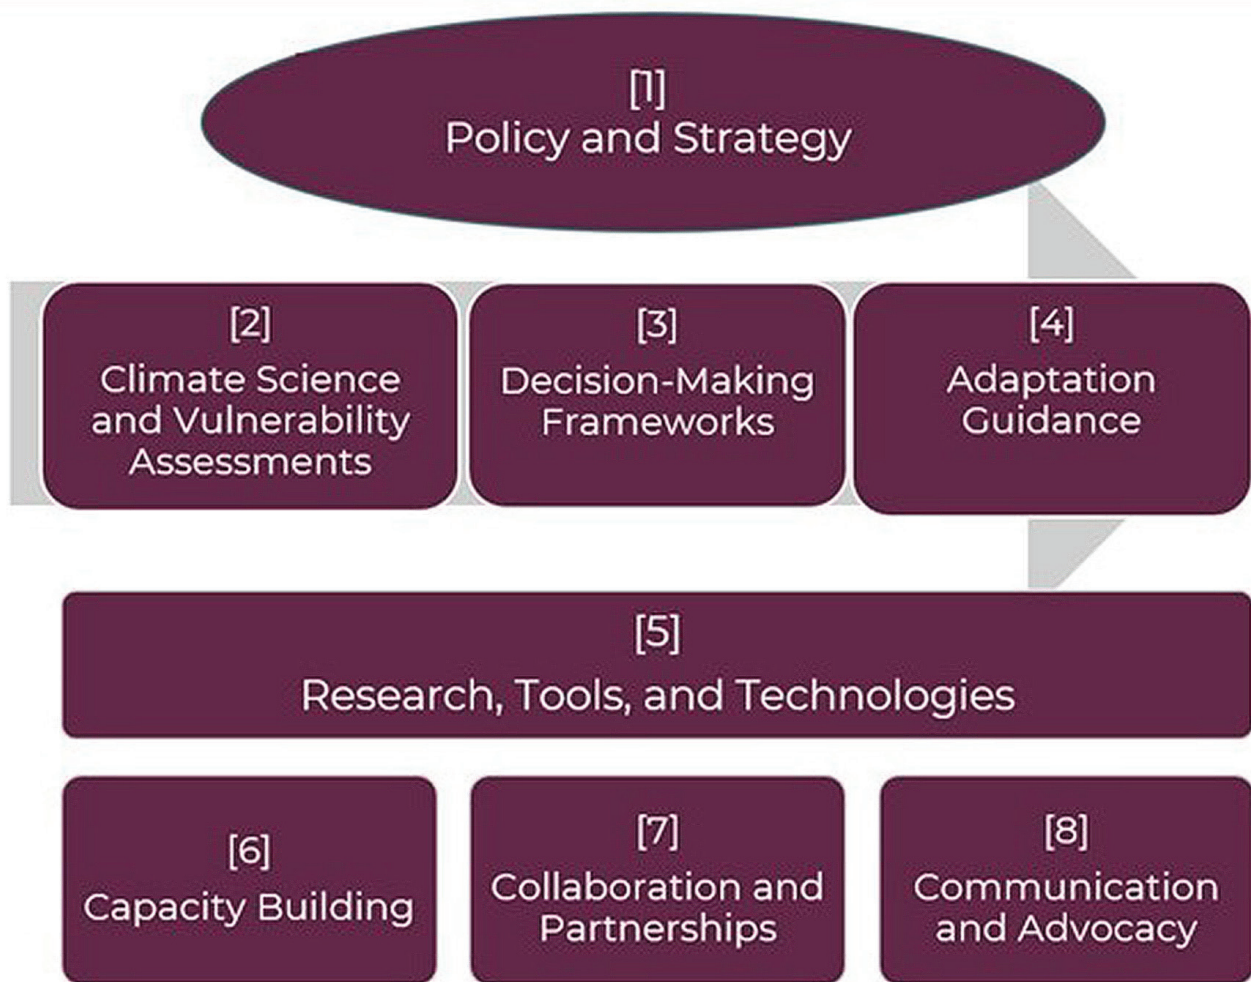 [1]
Policy and Strategy
[2]
Climate Science
and Vulnerability
Assessments
[3]
Decision-Making
Frameworks
[4]
Adaptation
Guidance
[5]
Research, Tools, and Technologies
[6]
Capacity Building
[7]
Collaboration and
Partnerships
[8]
Communication
and Advocacy